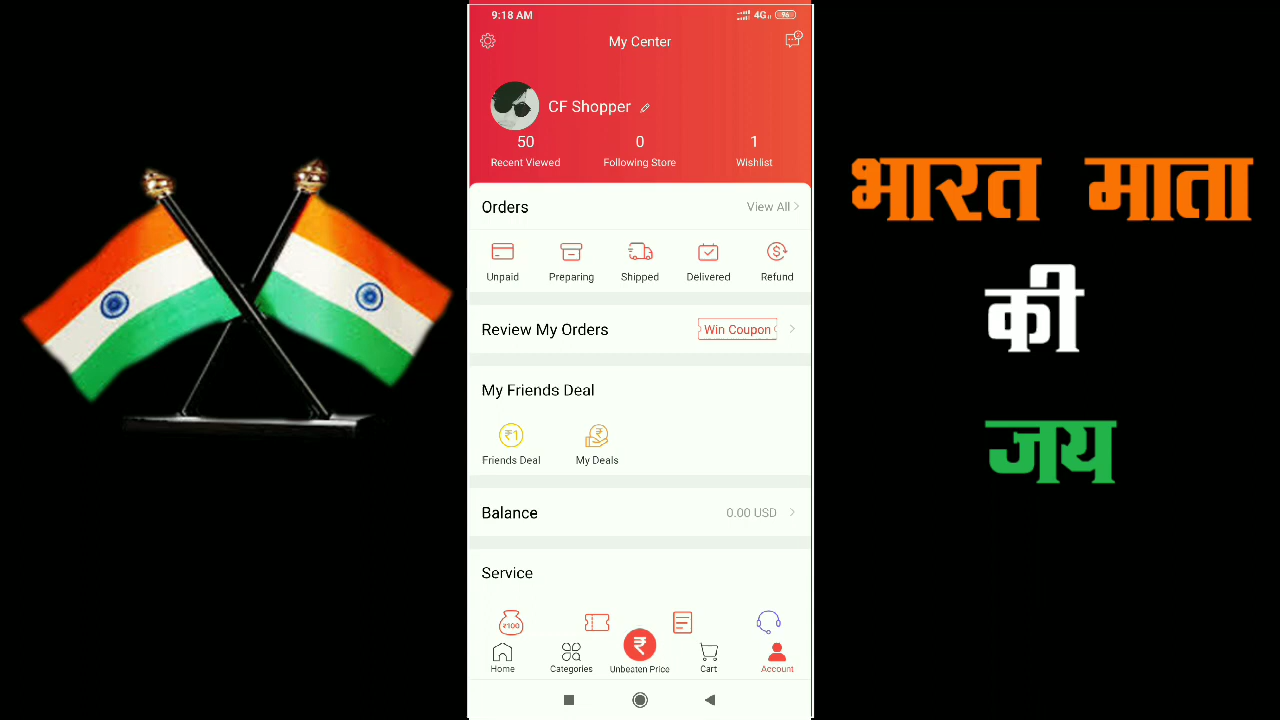 9:18 AM
4G
96
My Center
CF Shopper
50
0
1
Recent Viewed
Following Store
Wishlist
Orders
View All
Unpaid
Preparing
Shipped
Delivered
Refund
Review My Orders
Win Coupon
My Friends Deal
₹1
Friends Deal
My Deals
Balance
0.00 USD
Service
₹100
Home
Categories
Unbeaten Price
Cart
Account
भारत माता
की
जय